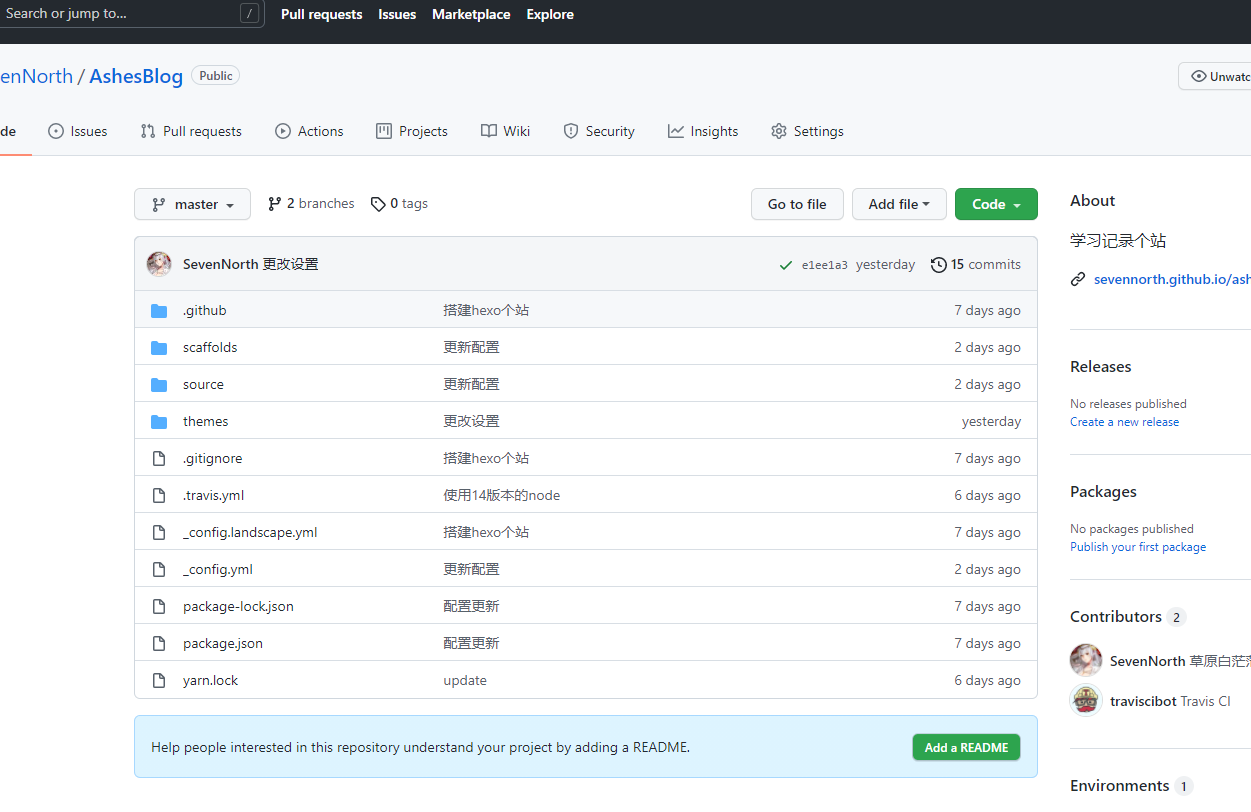 Search or jump to... / Pull requests Issues Marketplace Explore
enNorth / AshesBlog Public Unwatc
de Issues Pull requests Actions Projects Wiki Security Insights Settings
master 2 branches 0 tags Go to file Add file Code
SevenNorth 更改设置 e1ee1a3 yesterday 15 commits
.github 搭建hexo个站 7 days ago
scaffolds 更新配置 2 days ago
source 更新配置 2 days ago
themes 更改设置 yesterday
.gitignore 搭建hexo个站 7 days ago
.travis.yml 使用14版本的node 6 days ago
_config.landscape.yml 搭建hexo个站 7 days ago
_config.yml 更新配置 2 days ago
package-lock.json 配置更新 7 days ago
package.json 配置更新 7 days ago
yarn.lock update 6 days ago
Help people interested in this repository understand your project by adding a README. Add a README
About
学习记录个站
sevennorth.github.io/ash
Releases
No releases published
Create a new release
Packages
No packages published
Publish your first package
Contributors 2
SevenNorth 草原白茫
traviscibot Travis CI
Environments 1